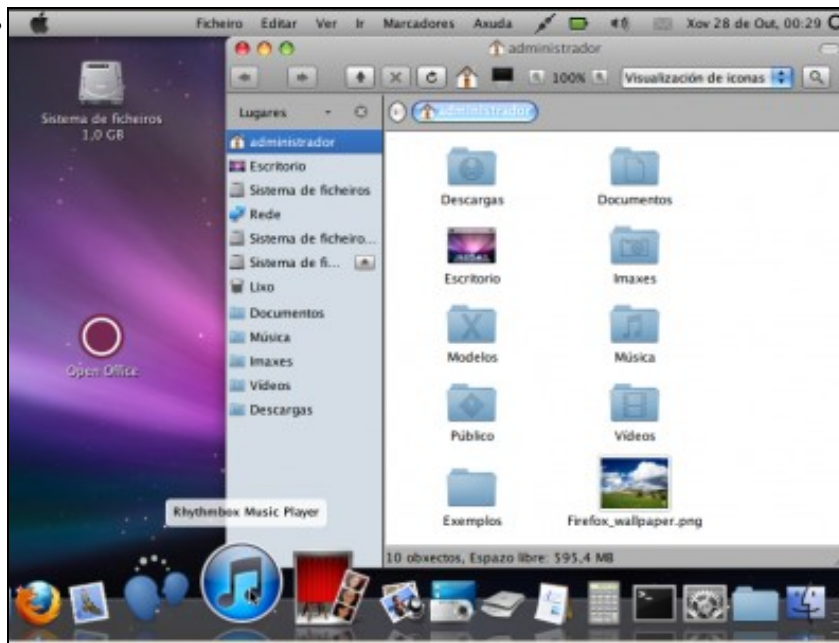 Ficheiro Editar Ver Ir Marcadores Axuda Xov 28 de Out, 00:29
administrador
100% Visualización de iconas
Sistema de ficheiros
1,0 GB
Lugares
administrador
administrador
Escritorio
Sistema de ficheiros
Rede
Sistema de ficheiro...
Sistema de fi...
Lixo
Documentos
Música
Imaxes
Vídeos
Descargas
Descargas Documentos
Escritorio Imaxes
Modelos Música
Público Vídeos
Exemplos Firefox_wallpaper.png
Open Office
Rhythmbox Music Player
10 obxectos, Espazo libre: 595,4 MB